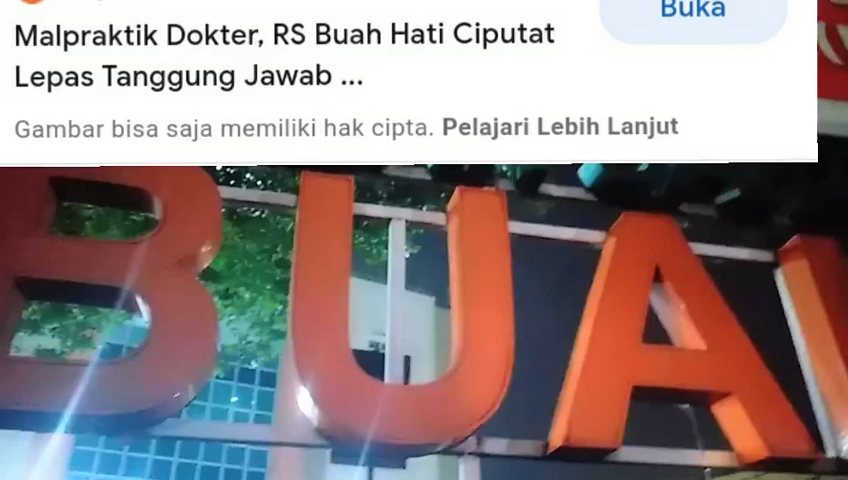 Buka
Malpraktik Dokter, RS Buah Hati Ciputat
Lepas Tanggung Jawab ...
Gambar bisa saja memiliki hak cipta. Pelajari Lebih Lanjut
BUA